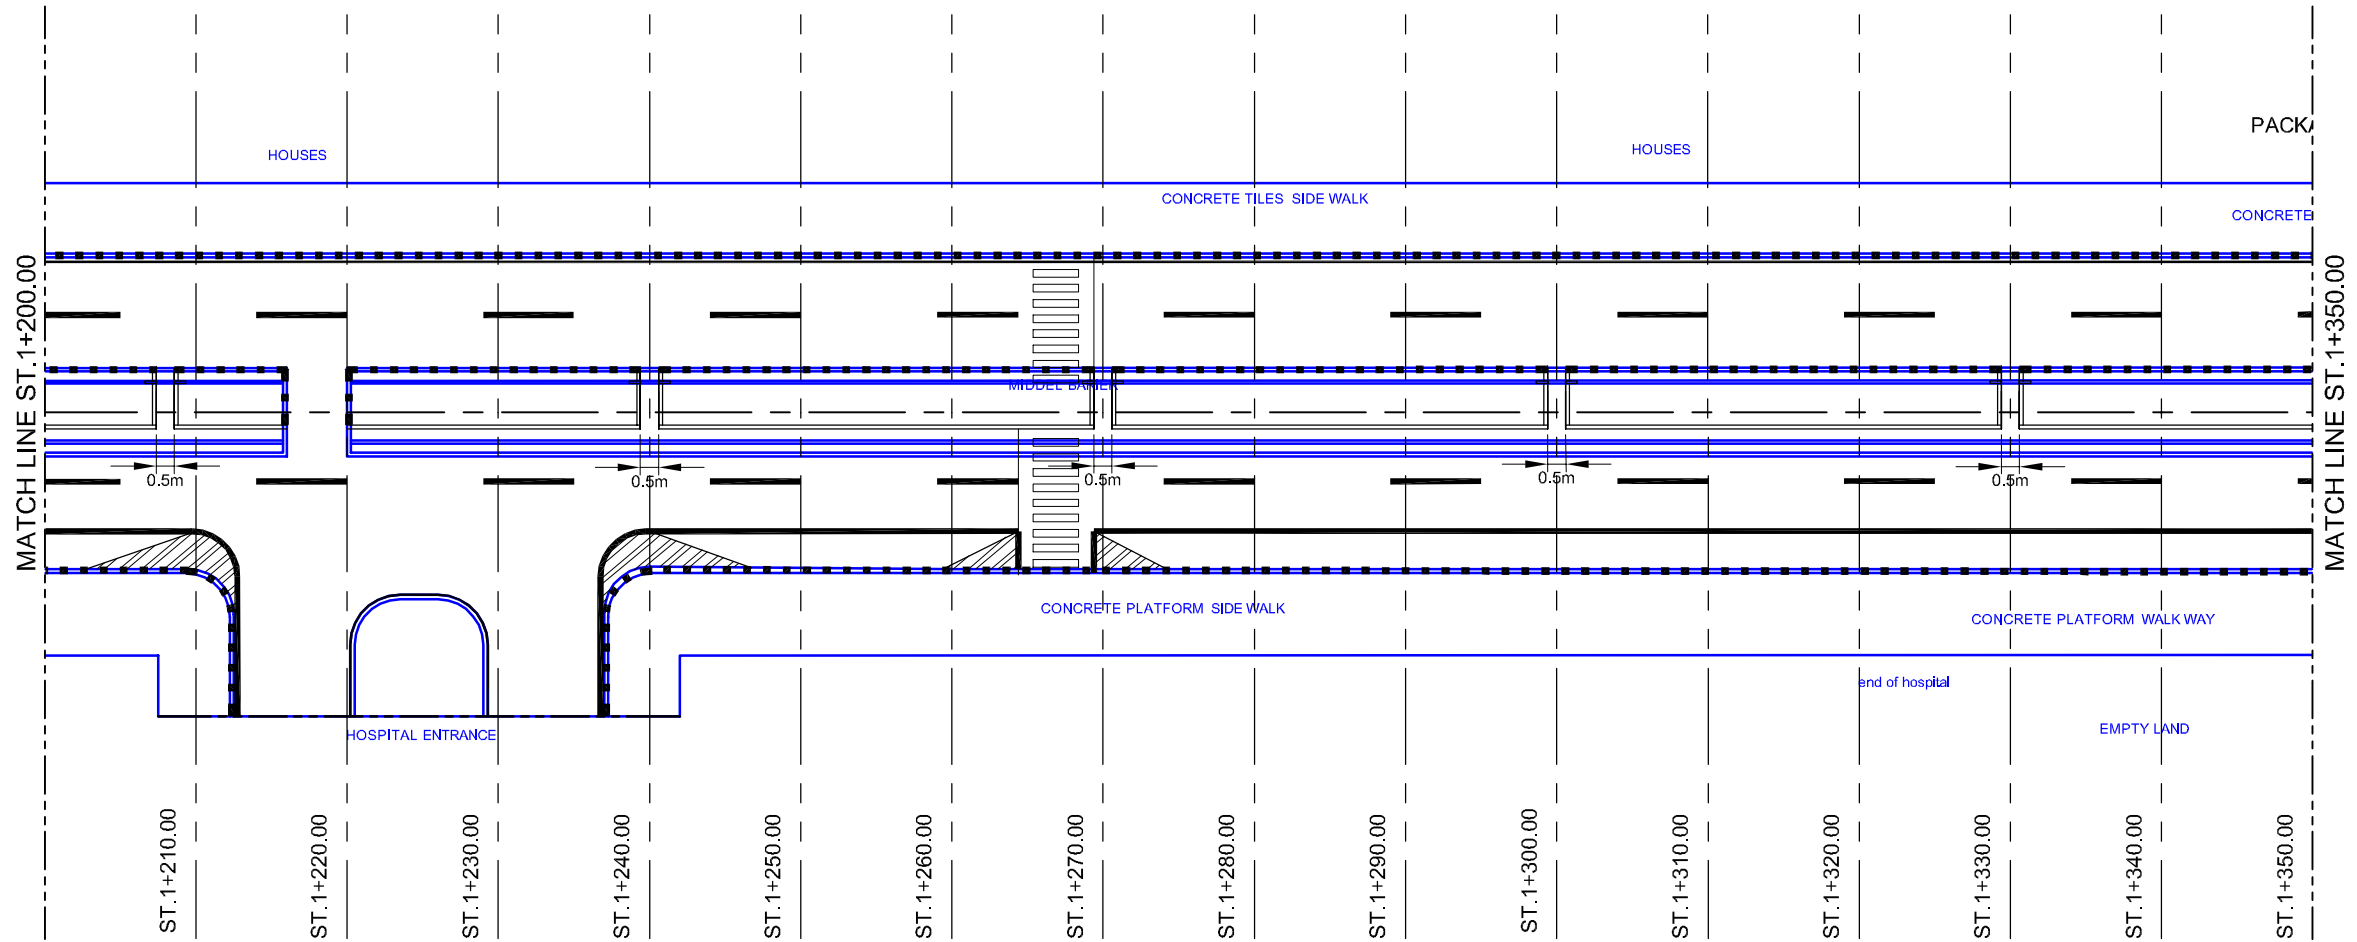 PACKA
HOUSES
HOUSES
CONCRETE TILES SIDE WALK
CONCRETE
MATCH LINE ST.1+200.00
MATCH LINE ST.1+350.00
MIDDEL BARIER
0.5m
0.5m
0.5m
0.5m
0.5m
CONCRETE PLATFORM SIDE WALK
CONCRETE PLATFORM WALK WAY
end of hospital
HOSPITAL ENTRANCE
EMPTY LAND
ST.1+210.00
ST.1+220.00
ST.1+230.00
ST.1+240.00
ST.1+250.00
ST.1+260.00
ST.1+270.00
ST.1+280.00
ST.1+290.00
ST.1+300.00
ST.1+310.00
ST.1+320.00
ST.1+330.00
ST.1+340.00
ST.1+350.00